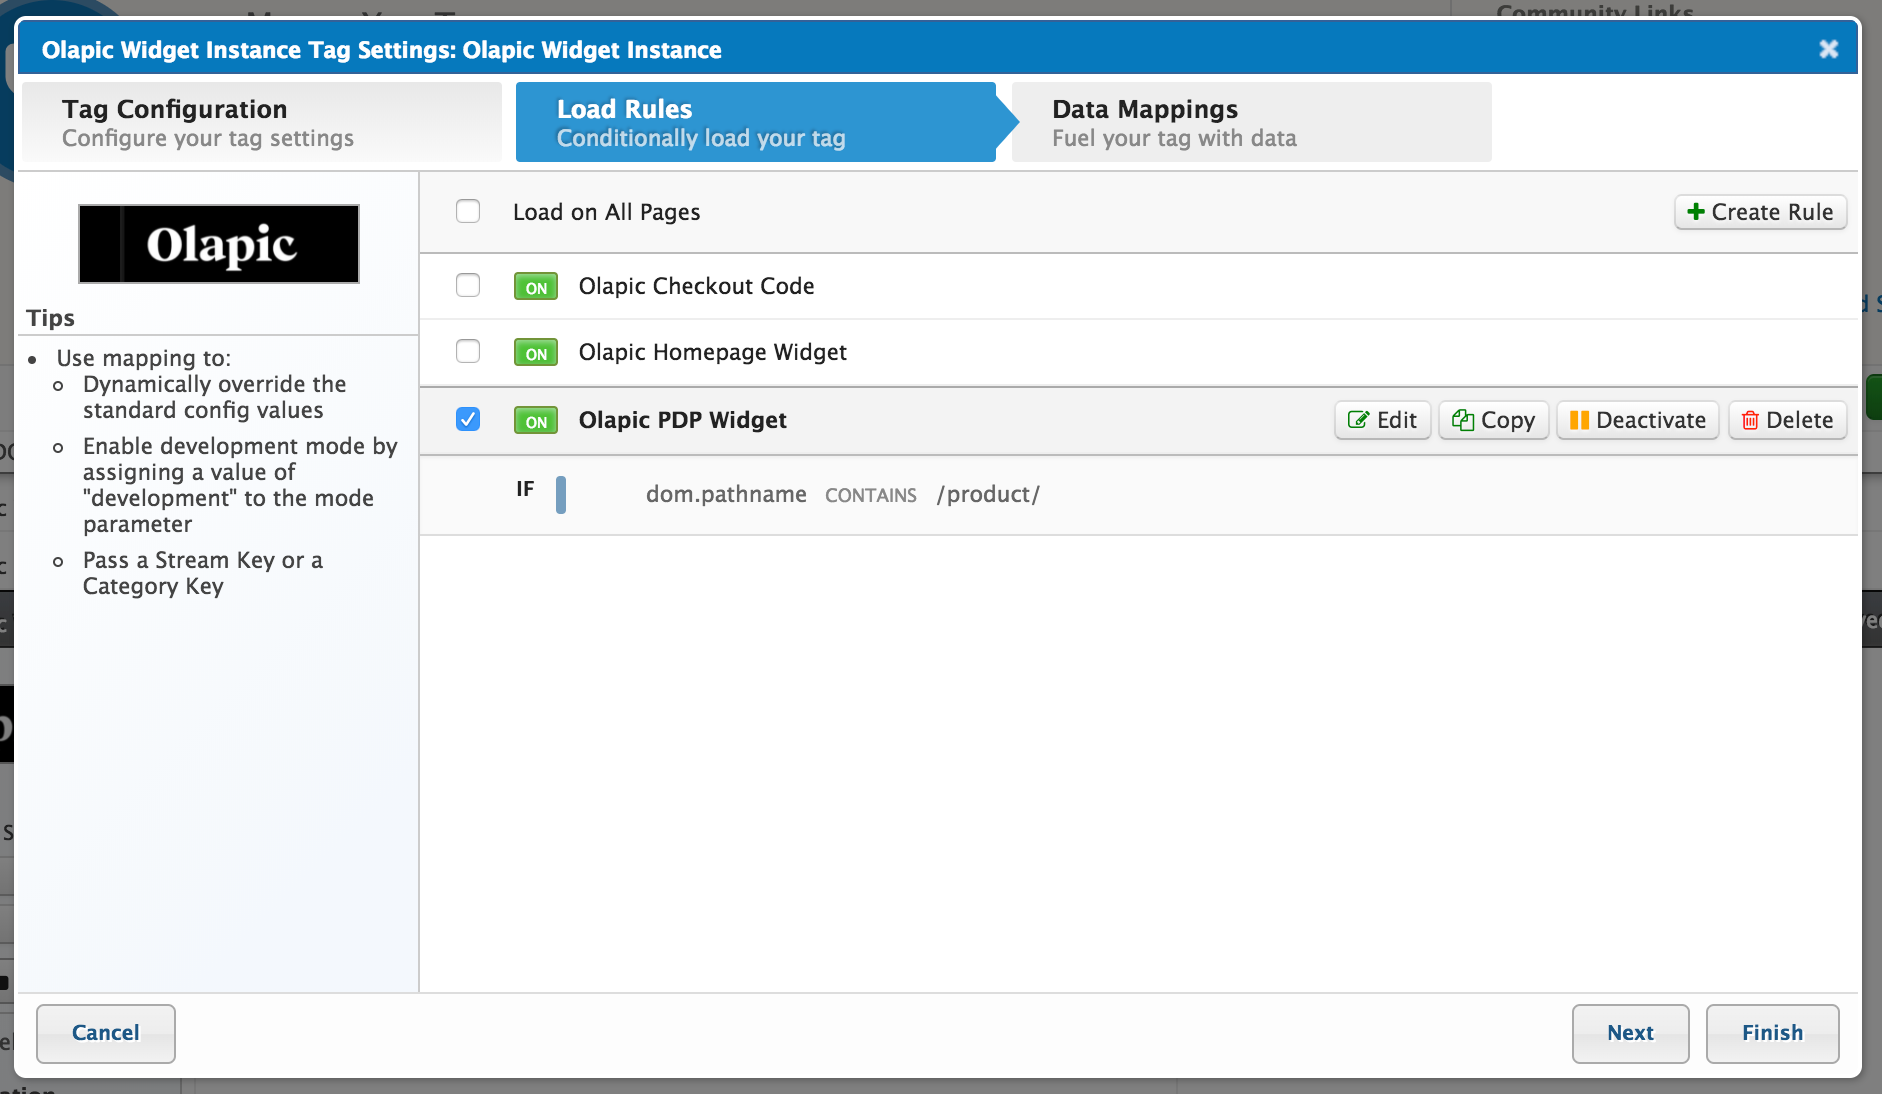 Community Links
Olapic Widget Instance Tag Settings: Olapic Widget Instance
Tag Configuration
Configure your tag settings
Load Rules
Conditionally load your tag
Data Mappings
Fuel your tag with data
Olapic
Tips
Use mapping to:
Dynamically override the
standard config values
Enable development mode by
assigning a value of
"development" to the mode
parameter
Pass a Stream Key or a
Category Key
Load on All Pages
Create Rule
ON Olapic Checkout Code
ON Olapic Homepage Widget
ON Olapic PDP Widget
Edit
Copy
Deactivate
Delete
IF dom.pathname CONTAINS /product/
Cancel
Next
Finish